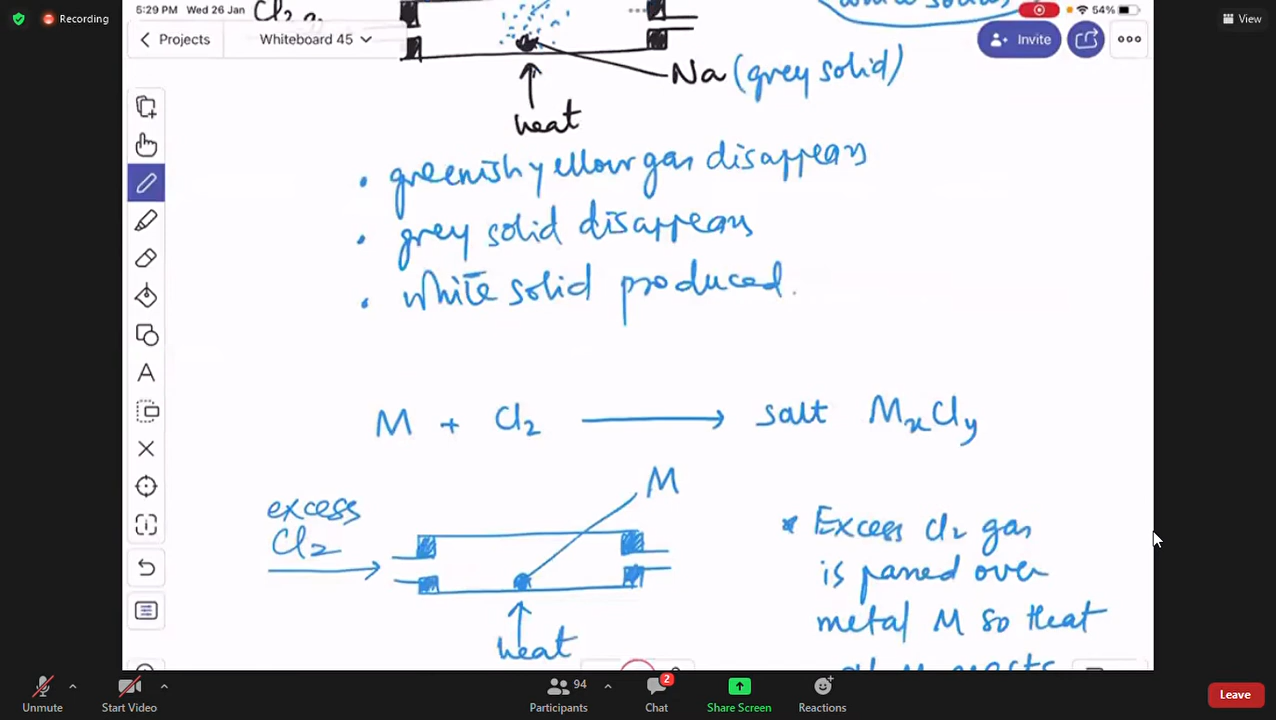 Recording
View
5:29 PM Wed 26 Jan
54%
Cl2 g
Projects
Whiteboard 45
Invite
Na (grey solid)
heat
• greenish yellow gas disappears
• grey solid disappears
• white solid produced.
M + Cl2 → salt MxCly
M
excess
Cl2
heat
* Excess Cl2 gas
is passed over
metal M so that
A
Unmute
Start Video
94
Participants
2
Chat
Share Screen
Reactions
Leave